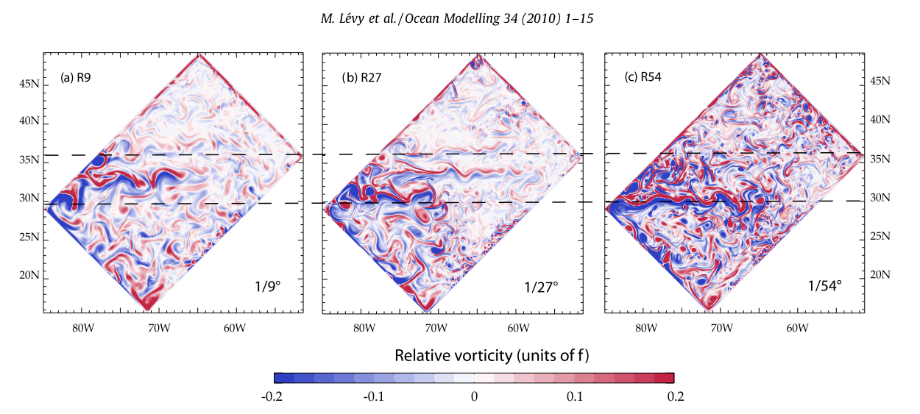 M. Lévy et al./Ocean Modelling 34 (2010) 1–15
(a) R9
(b) R27
(c) R54
45N
45N
40N
40N
35N
35N
30N
30N
25N
25N
20N
20N
1/9°
1/27°
1/54°
80W 70W 60W
80W 70W 60W
80W 70W 60W
Relative vorticity (units of f)
-0.2 -0.1 0 0.1 0.2